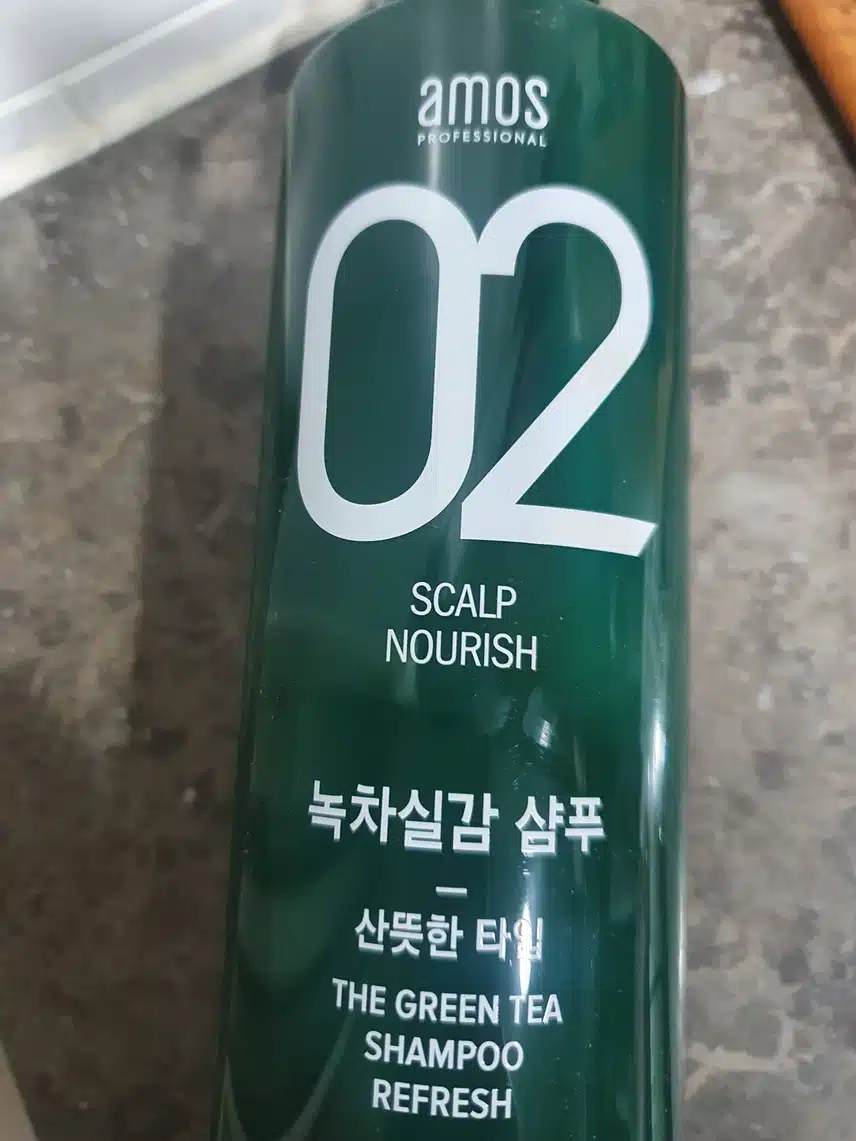 amos
PROFESSIONAL
02
SCALP
NOURISH
녹차실감 샴푸
산뜻한 타입
THE GREEN TEA
SHAMPOO
REFRESH